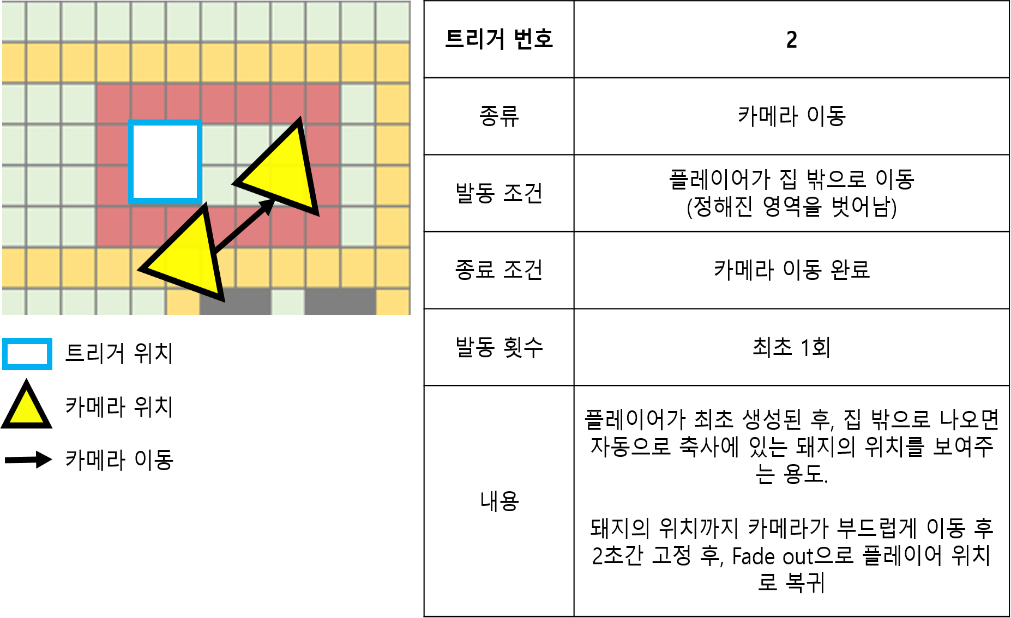 트리거 번호
2
종류
카메라 이동
발동 조건
플레이어가 집 밖으로 이동
(정해진 영역을 벗어남)
종료 조건
카메라 이동 완료
발동 횟수
최초 1회
내용
플레이어가 최초 생성된 후, 집 밖으로 나오면
자동으로 축사에 있는 돼지의 위치를 보여주
는 용도.
돼지의 위치까지 카메라가 부드럽게 이동 후
2초간 고정 후, Fade out으로 플레이어 위치
로 복귀
트리거 위치
카메라 위치
카메라 이동